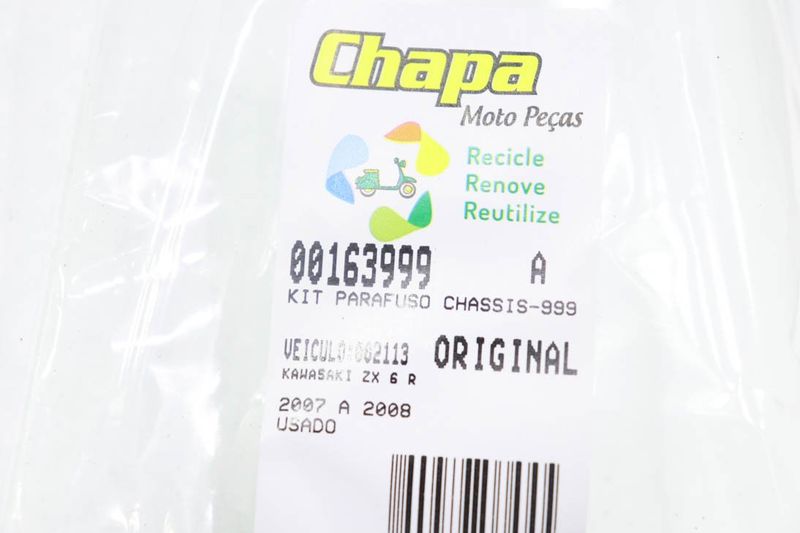 Chapa
Moto Peças
Recicle
Renove
Reutilize
00163999 A
KIT PARAFUSO CHASSIS-999
VEICULO:002113 ORIGINAL
KAWASAKI ZX 6 R
2007 A 2008
USADO